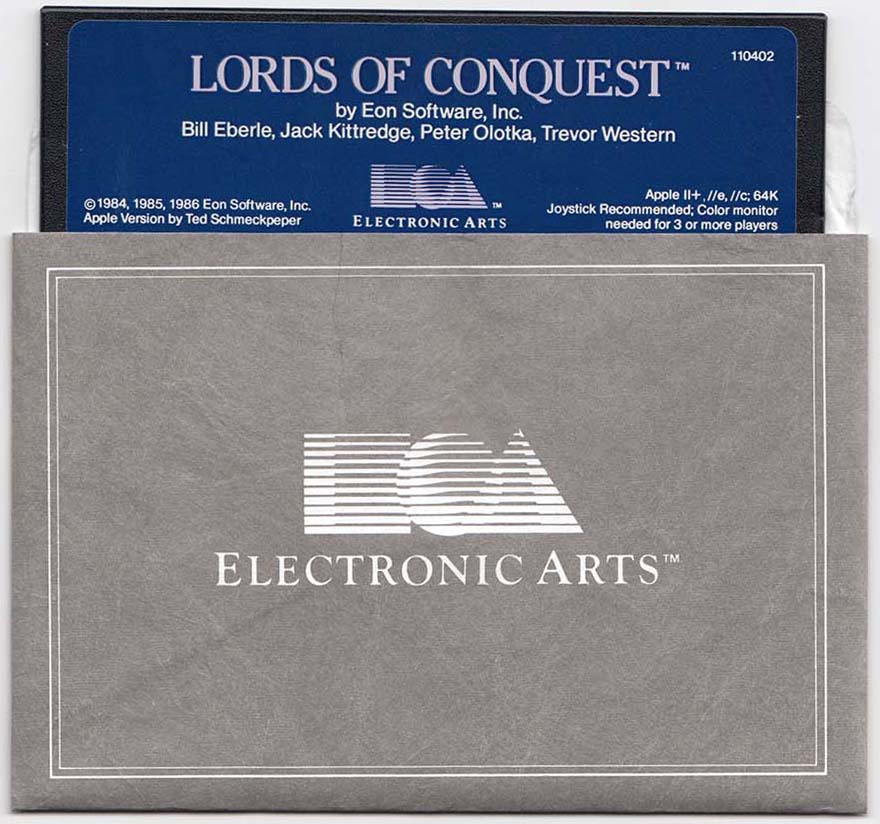 110402
LORDS OF CONQUEST™
by Eon Software, Inc.
Bill Eberle, Jack Kittredge, Peter Olotka, Trevor Western
©1984, 1985, 1986 Eon Software, Inc.
Apple Version by Ted Schmeckpeper
EOA™
ELECTRONIC ARTS
Apple II+, //e, //c; 64K
Joystick Recommended; Color monitor
needed for 3 or more players
EOA
ELECTRONIC ARTS™